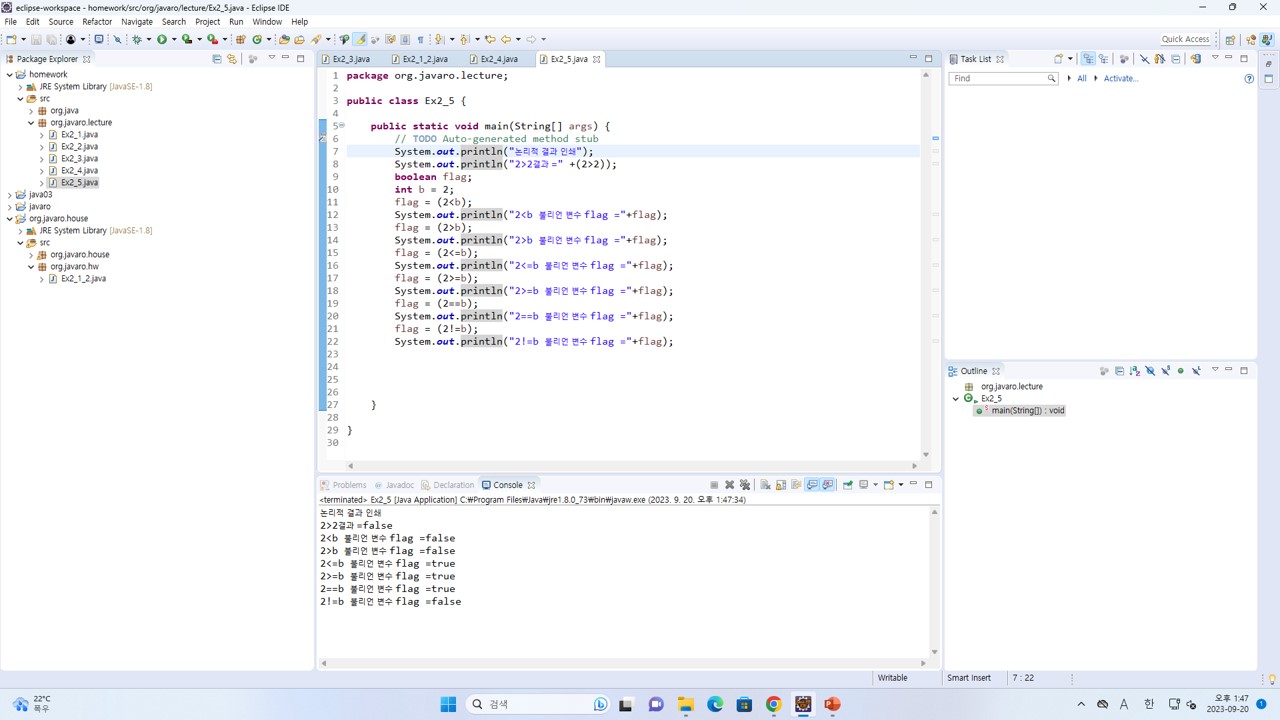 eclipse-workspace - homework/src/org/javaro/lecture/Ex2_5.java - Eclipse IDE
File Edit Source Refactor Navigate Search Project Run Window Help
Quick Access
Package Explorer
homework
JRE System Library [JavaSE-1.8]
src
org.java
org.javaro.lecture
Ex2_1.java
Ex2_2.java
Ex2_3.java
Ex2_4.java
Ex2_5.java
java03
javaro
org.javaro.house
JRE System Library [JavaSE-1.8]
src
org.javaro.house
org.javaro.hw
Ex2_1_2.java
Ex2_3.java Ex2_1_2.java Ex2_4.java Ex2_5.java
1 package org.javaro.lecture;
2
3 public class Ex2_5 {
4
5 public static void main(String[] args) {
6 // TODO Auto-generated method stub
7 System.out.println("논리적 결과 인쇄");
8 System.out.println("2>2결과 =" +(2>2));
9 boolean flag;
10 int b = 2;
11 flag = (2<b);
12 System.out.println("2<b 불리언 변수 flag ="+flag);
13 flag = (2>b);
14 System.out.println("2>b 불리언 변수 flag ="+flag);
15 flag = (2<=b);
16 System.out.println("2<=b 불리언 변수 flag ="+flag);
17 flag = (2>=b);
18 System.out.println("2>=b 불리언 변수 flag ="+flag);
19 flag = (2==b);
20 System.out.println("2==b 불리언 변수 flag ="+flag);
21 flag = (2!=b);
22 System.out.println("2!=b 불리언 변수 flag ="+flag);
23
24
25
26
27 }
28
29 }
30
Problems Javadoc Declaration Console
<terminated> Ex2_5 [Java Application] C:₩Program Files₩Java₩jre1.8.0_73₩bin₩javaw.exe (2023. 9. 20. 오후 1:47:34)
논리적 결과 인쇄
2>2결과 =false
2<b 불리언 변수 flag =false
2>b 불리언 변수 flag =false
2<=b 불리언 변수 flag =true
2>=b 불리언 변수 flag =true
2==b 불리언 변수 flag =true
2!=b 불리언 변수 flag =false
Task List
Find All Activate...
Outline
org.javaro.lecture
Ex2_5
main(String[]) : void
Writable Smart Insert 7 : 22
22°C
폭우
검색
A 한
오후 1:47
2023-09-20